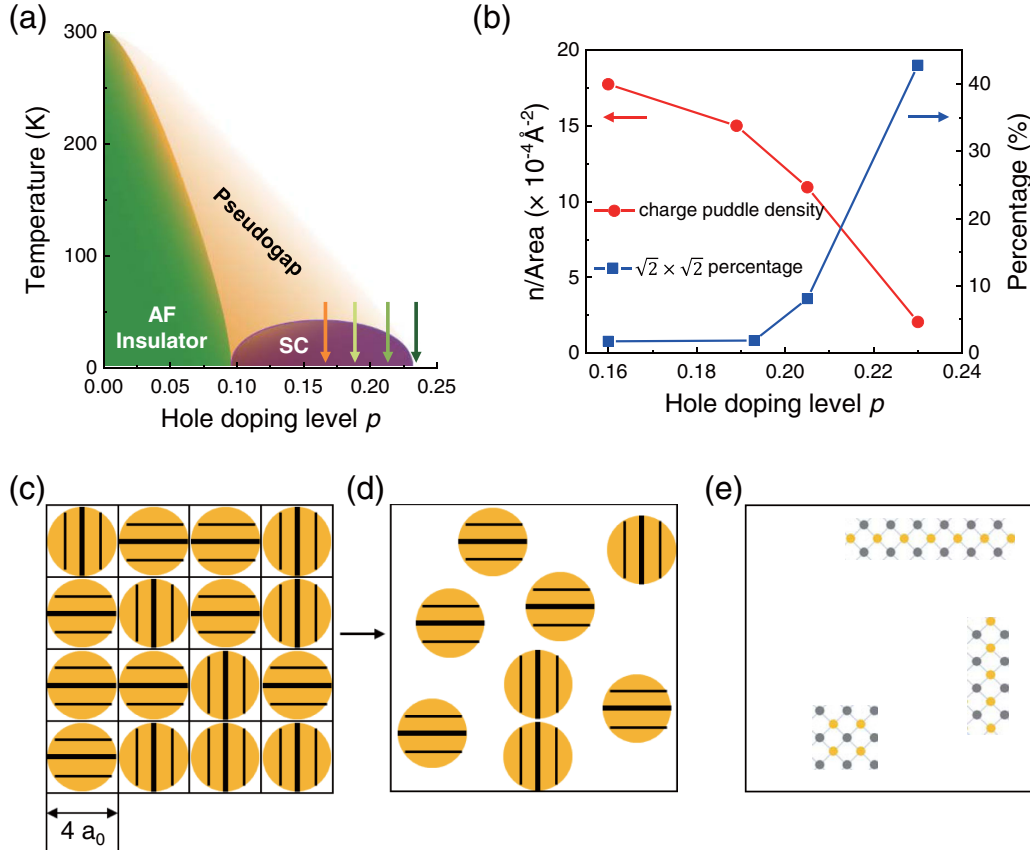 (a)
Temperature (K)
300
200
100
0
Pseudogap
AF
Insulator
SC
0.00 0.05 0.10 0.15 0.20 0.25
Hole doping level p
(b)
n/Area (× 10⁻⁴Å⁻²)
20
15
10
5
0
charge puddle density
√2 × √2 percentage
40
30
20
10
0
Percentage (%)
0.16 0.18 0.20 0.22 0.24
Hole doping level p
(c)
4 a₀
(d)
(e)